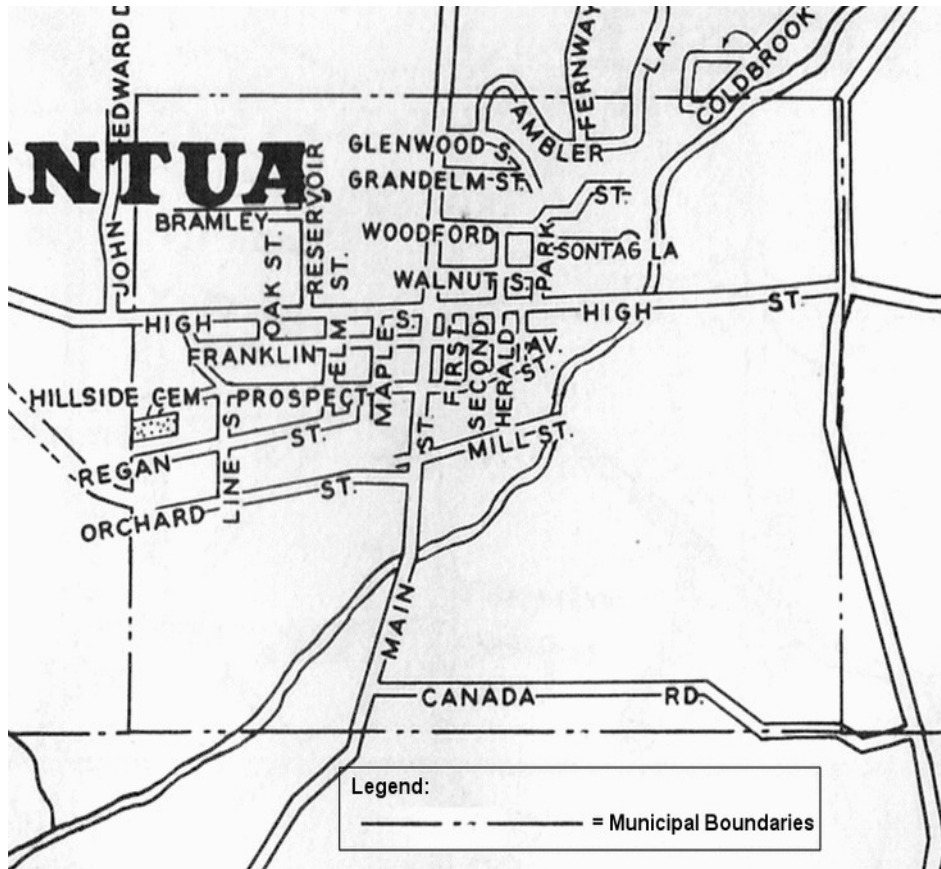 JOHN EDWARD D
FERNWAY
LA.
COLDBROOK
AMBLER
ANTUA
GLENWOOD S.
GRANDELM ST.
RESERVOIR
ST.
BRAMLEY
WOODFORD
ST.
PARK
SONTAG LA
OAK ST.
WALNUT S.
HIGH
S.
HIGH
ST.
FRANKLIN
ELM
MAPLE
FIRST
SECOND
HERALD
AV.
ST.
HILLSIDE CEM.
PROSPECT
REGAN
ST.
LINE S
ST.
MILL ST.
ORCHARD
ST.
MAIN
CANADA
RD.
Legend:
= Municipal Boundaries